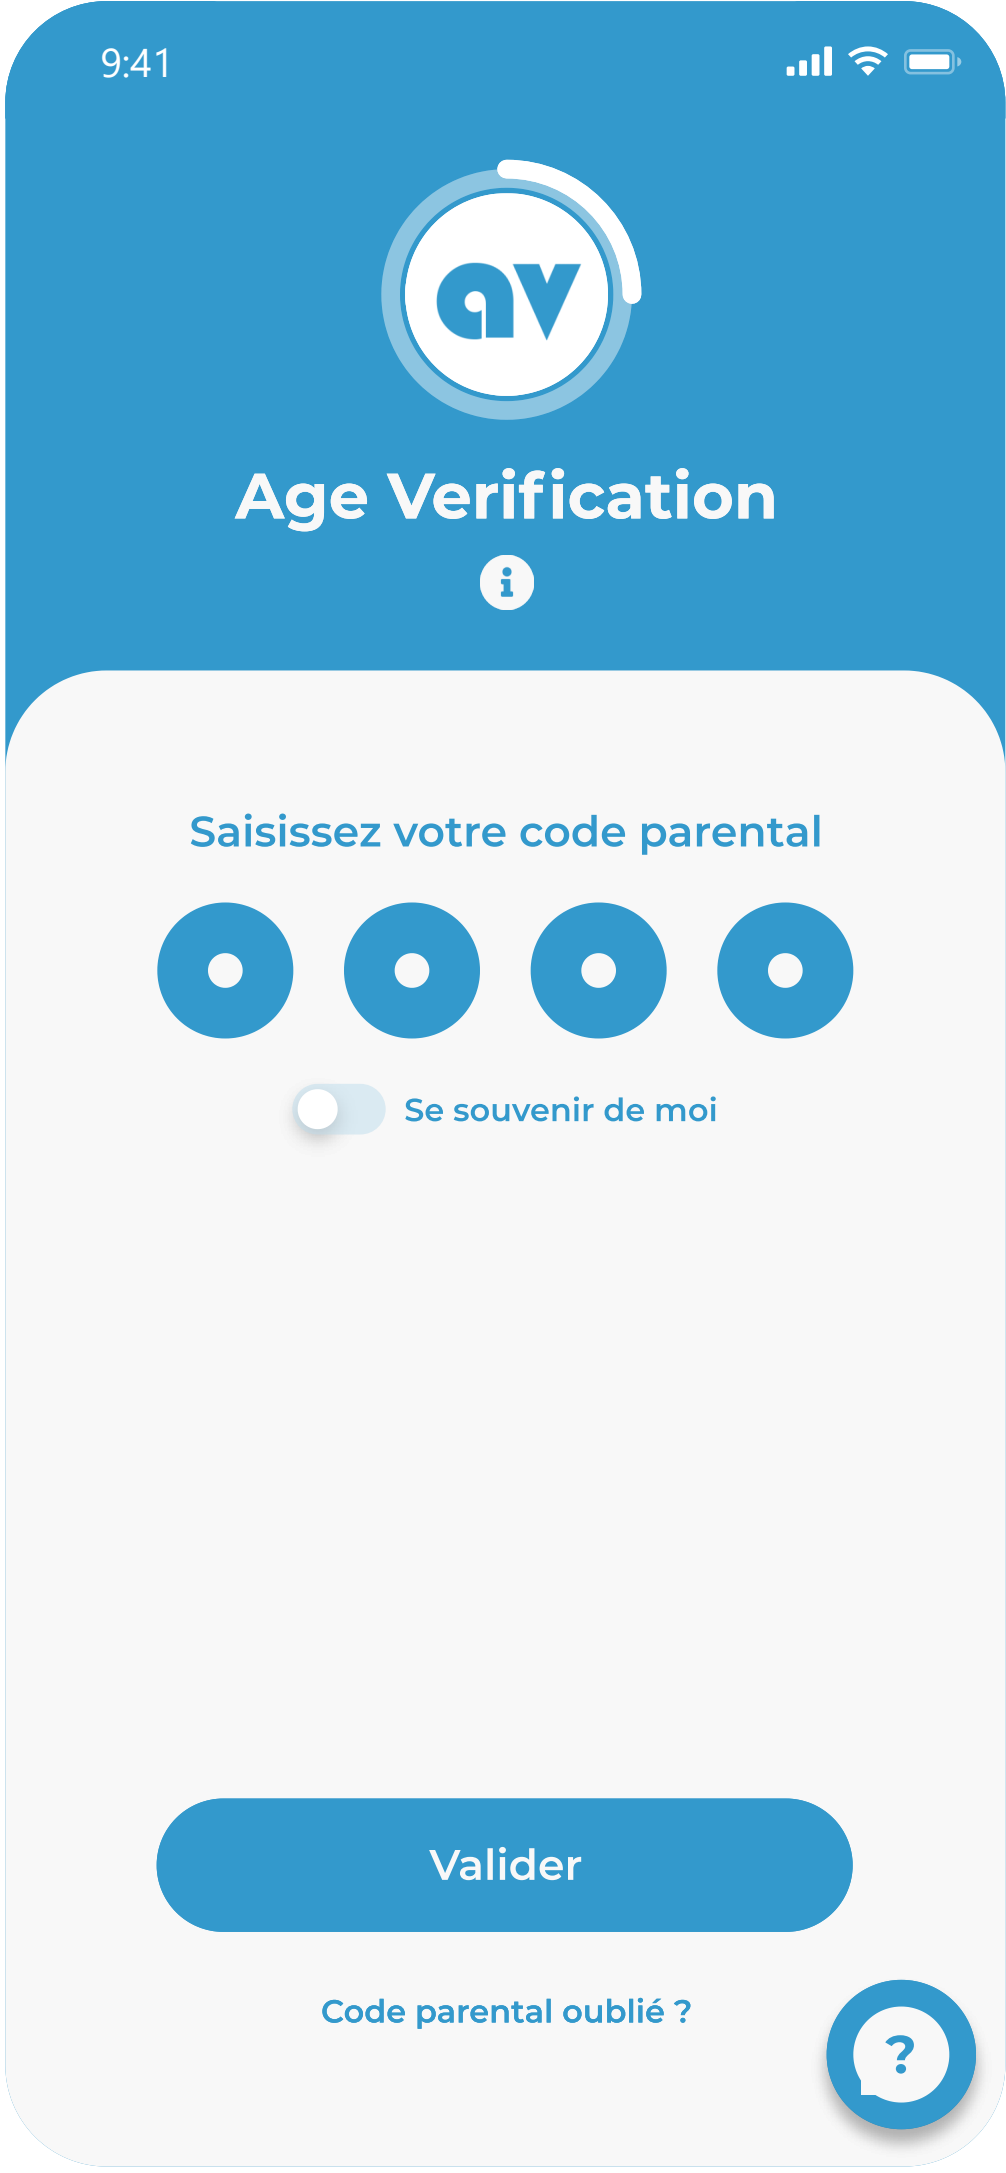 9:41
av
Age Verification
i
Saisissez votre code parental
Se souvenir de moi
Valider
Code parental oublié ?
?